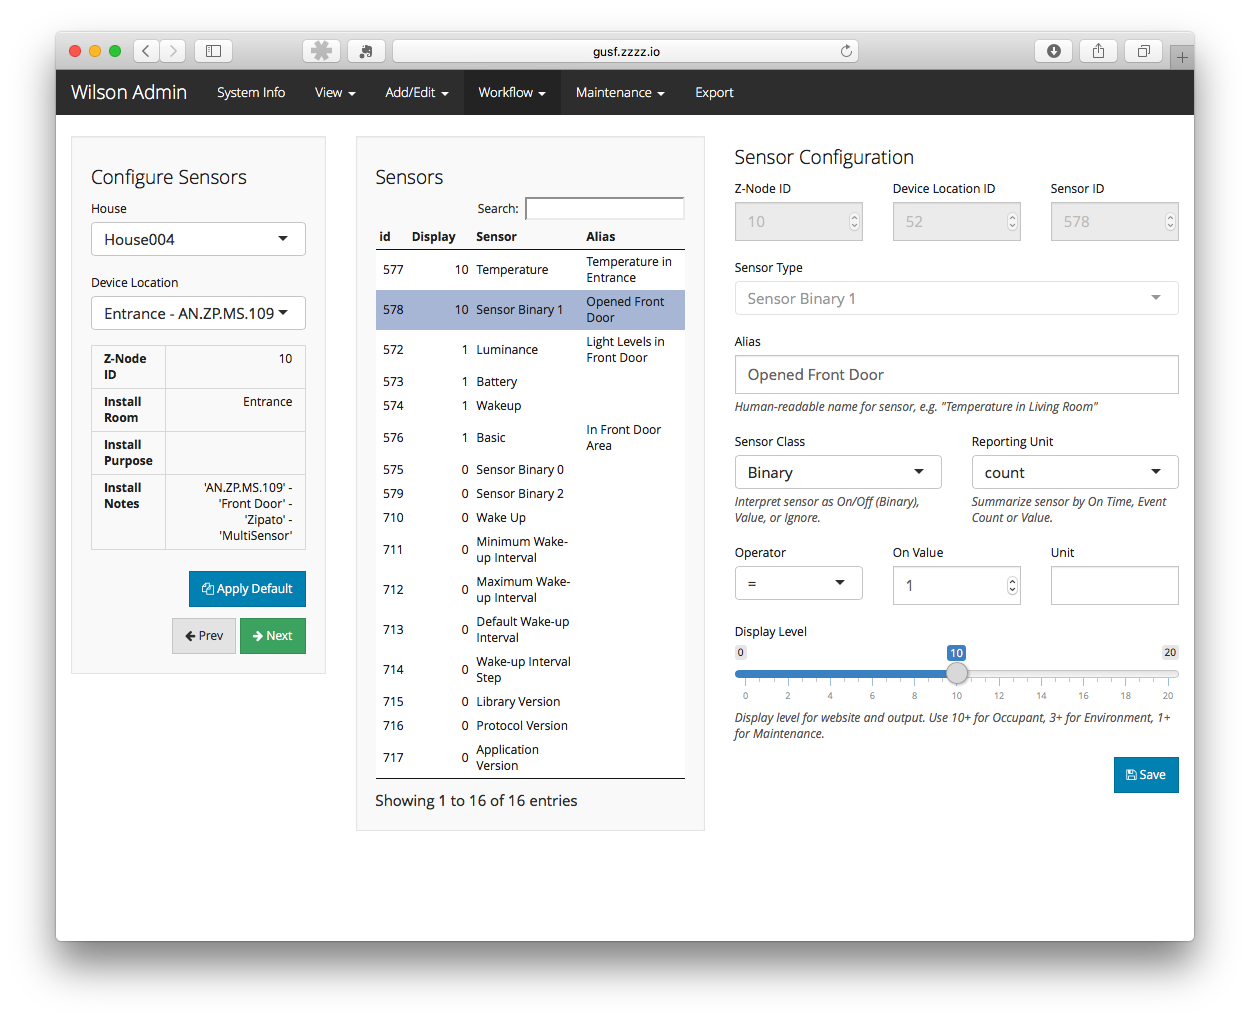 gusf.zzzz.io
Wilson Admin System Info View Add/Edit Workflow Maintenance Export
Configure Sensors
House
House004
Device Location
Entrance - AN.ZP.MS.109
Z-Node 10
ID
Install Entrance
Room
Install
Purpose
Install 'AN.ZP.MS.109' -
Notes 'Front Door' -
'Zipato' -
'MultiSensor'
Apply Default
Prev Next
Sensors
Search:
id Display Sensor Alias
577 10 Temperature Temperature in
Entrance
578 10 Sensor Binary 1 Opened Front
Door
572 1 Luminance Light Levels in
Front Door
573 1 Battery
574 1 Wakeup
576 1 Basic In Front Door
Area
575 0 Sensor Binary 0
579 0 Sensor Binary 2
710 0 Wake Up
711 0 Minimum Wake-
up Interval
712 0 Maximum Wake-
up Interval
713 0 Default Wake-up
Interval
714 0 Wake-up Interval
Step
715 0 Library Version
716 0 Protocol Version
717 0 Application
Version
Showing 1 to 16 of 16 entries
Sensor Configuration
Z-Node ID Device Location ID Sensor ID
10 52 578
Sensor Type
Sensor Binary 1
Alias
Opened Front Door
Human-readable name for sensor, e.g. "Temperature in Living Room"
Sensor Class Reporting Unit
Binary count
Interpret sensor as On/Off (Binary), Summarize sensor by On Time, Event
Value, or Ignore. Count or Value.
Operator On Value Unit
= 1
Display Level
0 10 20
0 2 4 6 8 10 12 14 16 18 20
Display level for website and output. Use 10+ for Occupant, 3+ for Environment, 1+
for Maintenance.
Save